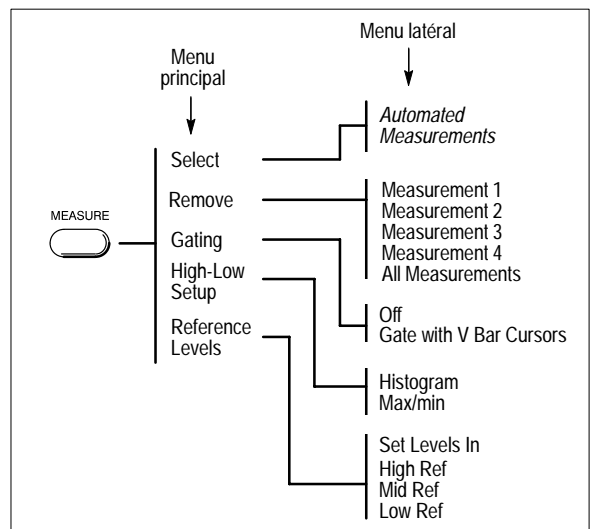 Menu latéral
Menu
principal
Automated
Measurements
Select
Remove
Measurement 1
Measurement 2
Measurement 3
Measurement 4
All Measurements
MEASURE
Gating
High-Low
Setup
Off
Gate with V Bar Cursors
Reference
Levels
Histogram
Max/min
Set Levels In
High Ref
Mid Ref
Low Ref